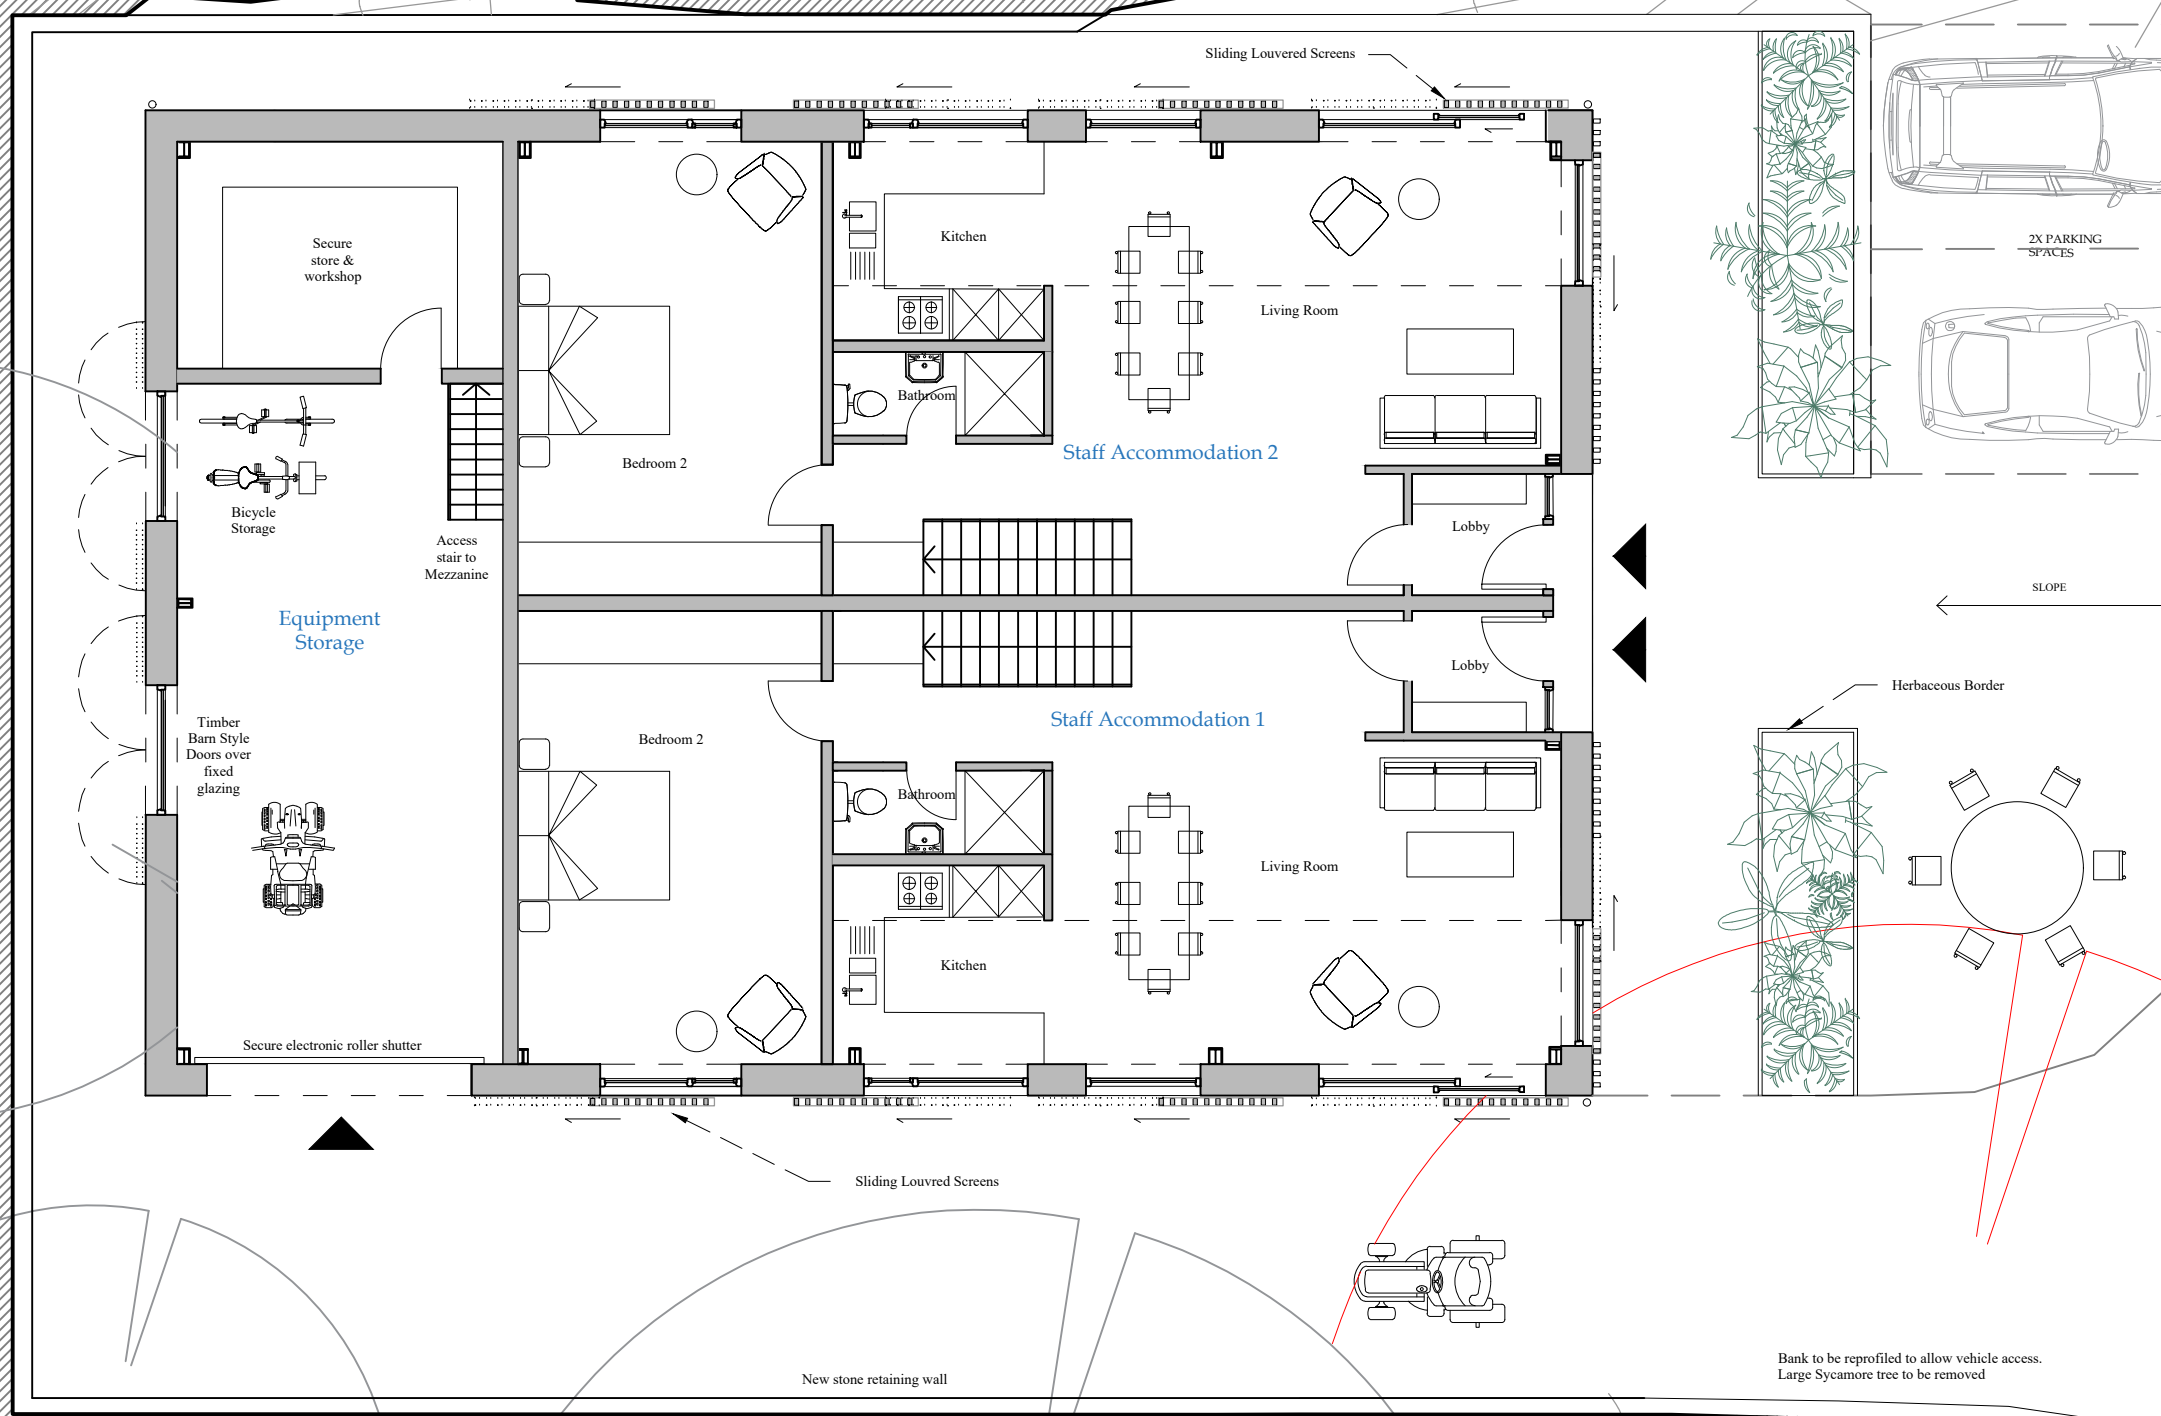 Sliding Louvered Screens
Secure
store &
workshop
Kitchen
2X PARKING
SPACES
Living Room
Bathroom
Staff Accommodation 2
Bedroom 2
Bicycle
Storage
Lobby
Access
stair to
Mezzanine
SLOPE
Equipment
Storage
Lobby
Herbaceous Border
Staff Accommodation 1
Timber
Barn Style
Doors over
fixed
glazing
Bedroom 2
Bathroom
Living Room
Kitchen
Secure electronic roller shutter
Sliding Louvred Screens
New stone retaining wall
Bank to be reprofiled to allow vehicle access.
Large Sycamore tree to be removed